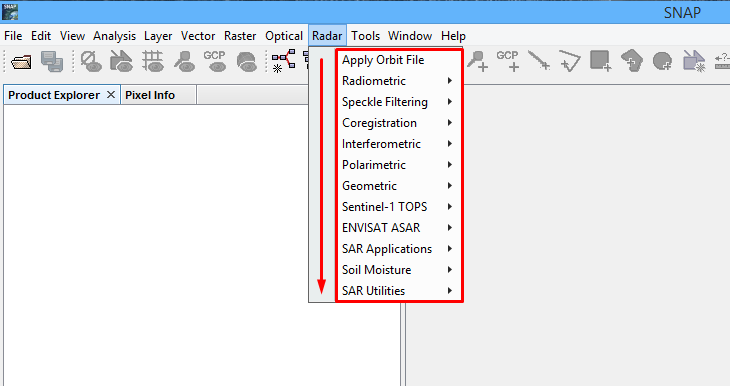 SNAP
SNAP
File Edit View Analysis Layer Vector Raster Optical Radar Tools Window Help
GCP GCP
Product Explorer × Pixel Info
Apply Orbit File
Radiometric
Speckle Filtering
Coregistration
Interferometric
Polarimetric
Geometric
Sentinel-1 TOPS
ENVISAT ASAR
SAR Applications
Soil Moisture
SAR Utilities